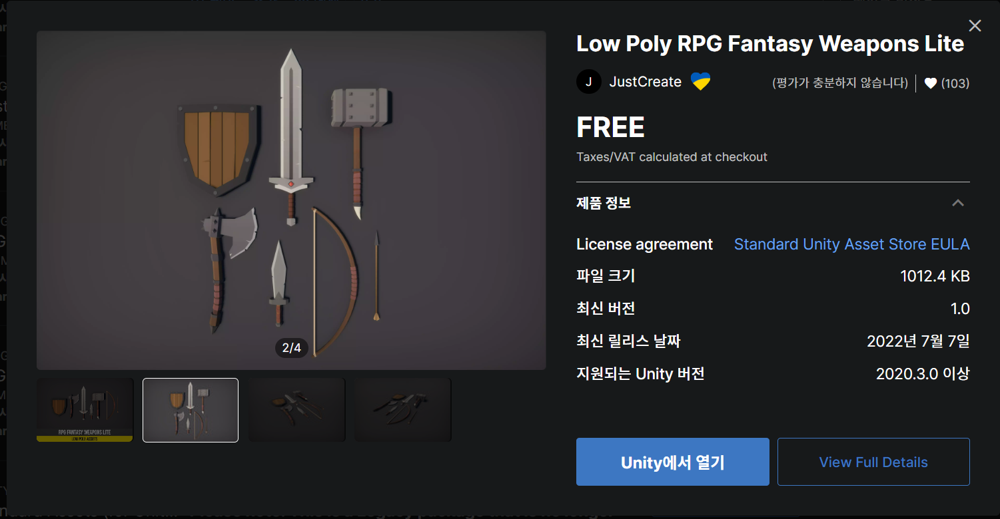 Low Poly RPG Fantasy Weapons Lite
J JustCreate (평가가 충분하지 않습니다) (103)
FREE
Taxes/VAT calculated at checkout
제품 정보
License agreement Standard Unity Asset Store EULA
파일 크기 1012.4 KB
최신 버전 1.0
최신 릴리스 날짜 2022년 7월 7일
지원되는 Unity 버전 2020.3.0 이상
2/4
RPG FANTASY WEAPONS LITE
LOW POLY ASSETS
Unity에서 열기 View Full Details